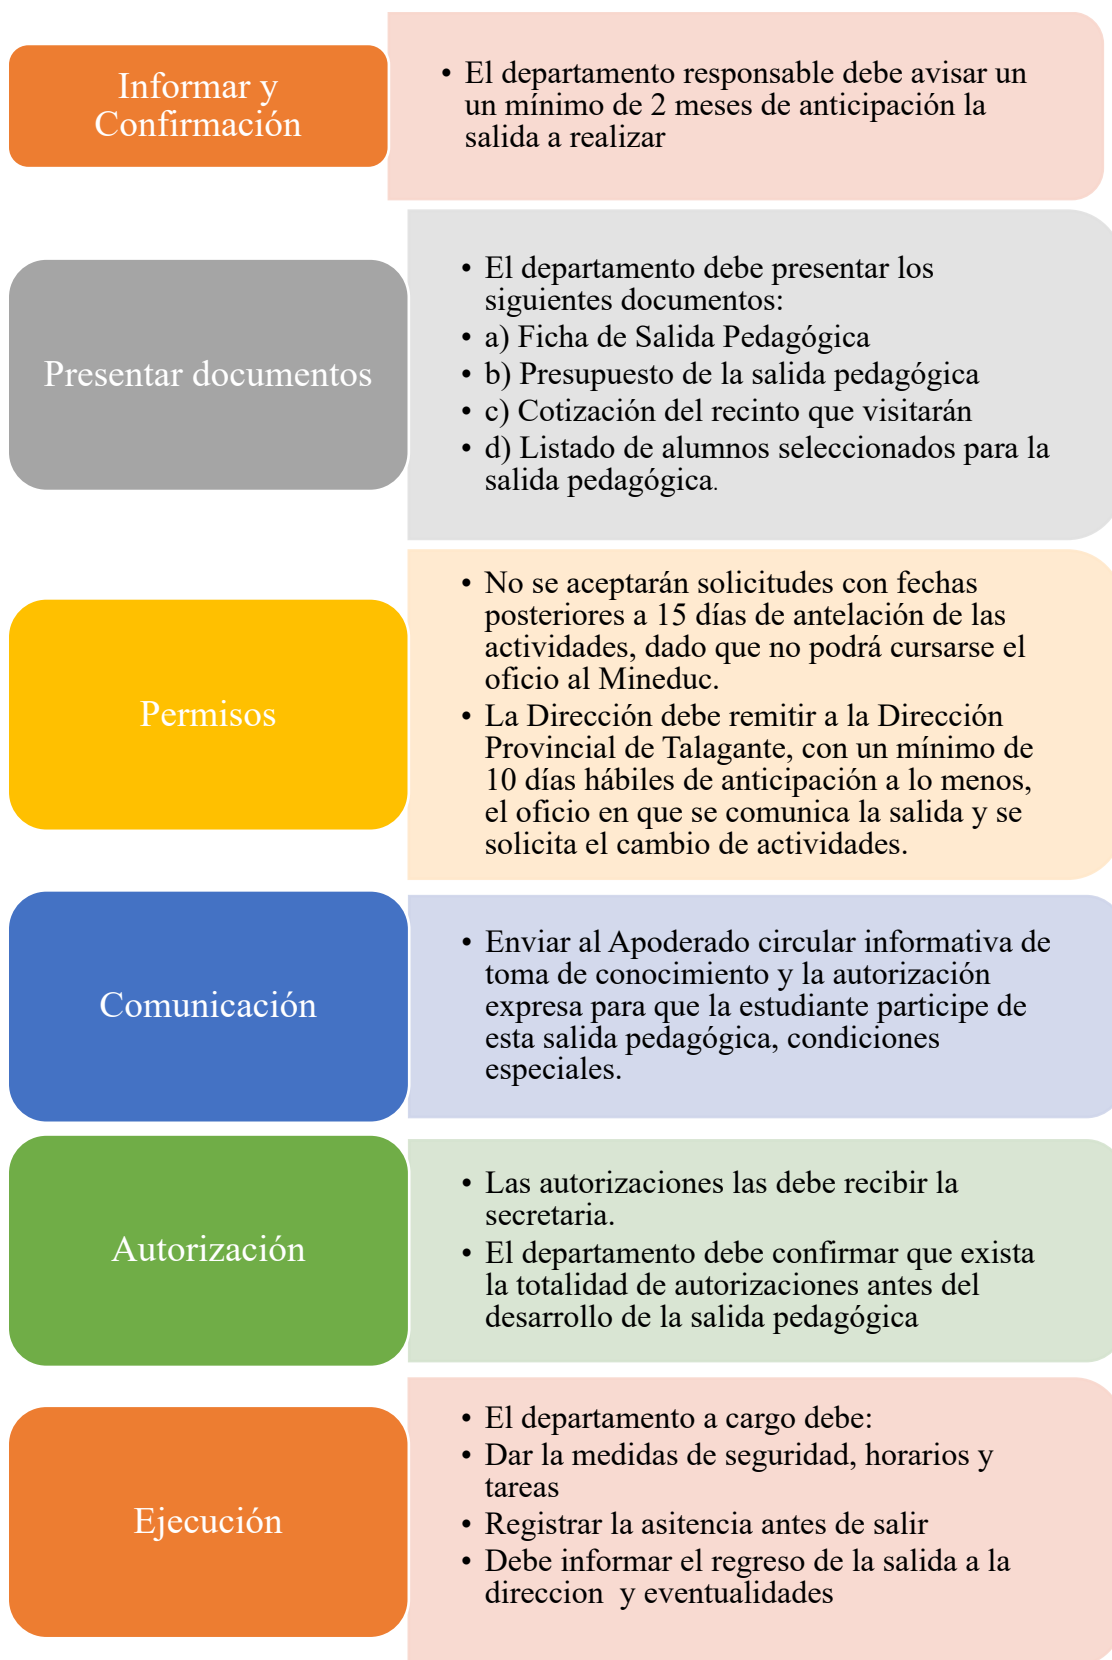 Informar y
Confirmación
• El departamento responsable debe avisar un
un mínimo de 2 meses de anticipación la
salida a realizar
Presentar documentos
• El departamento debe presentar los
siguientes documentos:
• a) Ficha de Salida Pedagógica
• b) Presupuesto de la salida pedagógica
• c) Cotización del recinto que visitarán
• d) Listado de alumnos seleccionados para la
salida pedagógica.
Permisos
• No se aceptarán solicitudes con fechas
posteriores a 15 días de antelación de las
actividades, dado que no podrá cursarse el
oficio al Mineduc.
• La Dirección debe remitir a la Dirección
Provincial de Talagante, con un mínimo de
10 días hábiles de anticipación a lo menos,
el oficio en que se comunica la salida y se
solicita el cambio de actividades.
Comunicación
• Enviar al Apoderado circular informativa de
toma de conocimiento y la autorización
expresa para que la estudiante participe de
esta salida pedagógica, condiciones
especiales.
Autorización
• Las autorizaciones las debe recibir la
secretaria.
• El departamento debe confirmar que exista
la totalidad de autorizaciones antes del
desarrollo de la salida pedagógica
Ejecución
• El departamento a cargo debe:
• Dar la medidas de seguridad, horarios y
tareas
• Registrar la asitencia antes de salir
• Debe informar el regreso de la salida a la
direccion  y eventualidades